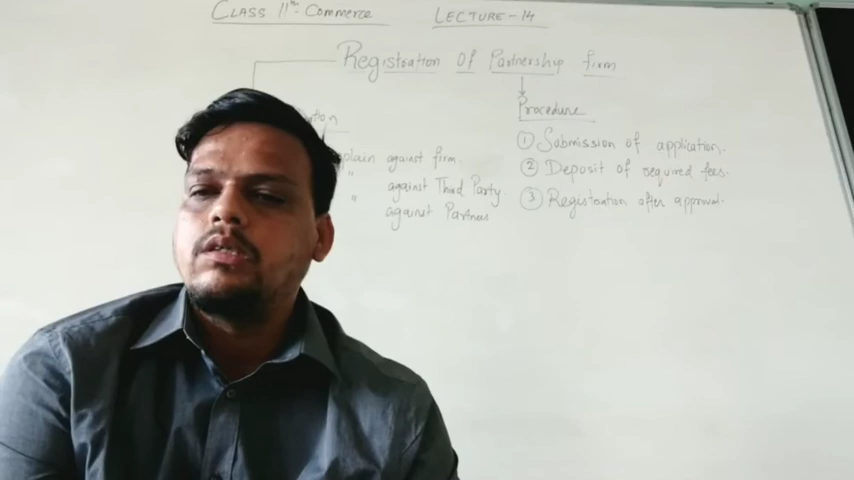 CLASS 11th- Commerce LECTURE-14
Registration Of Partnership firm
Procedure
plain against firm.
" against Third Party
" against Partners
① Submission of application.
② Deposit of required fees.
③ Registration after approval.